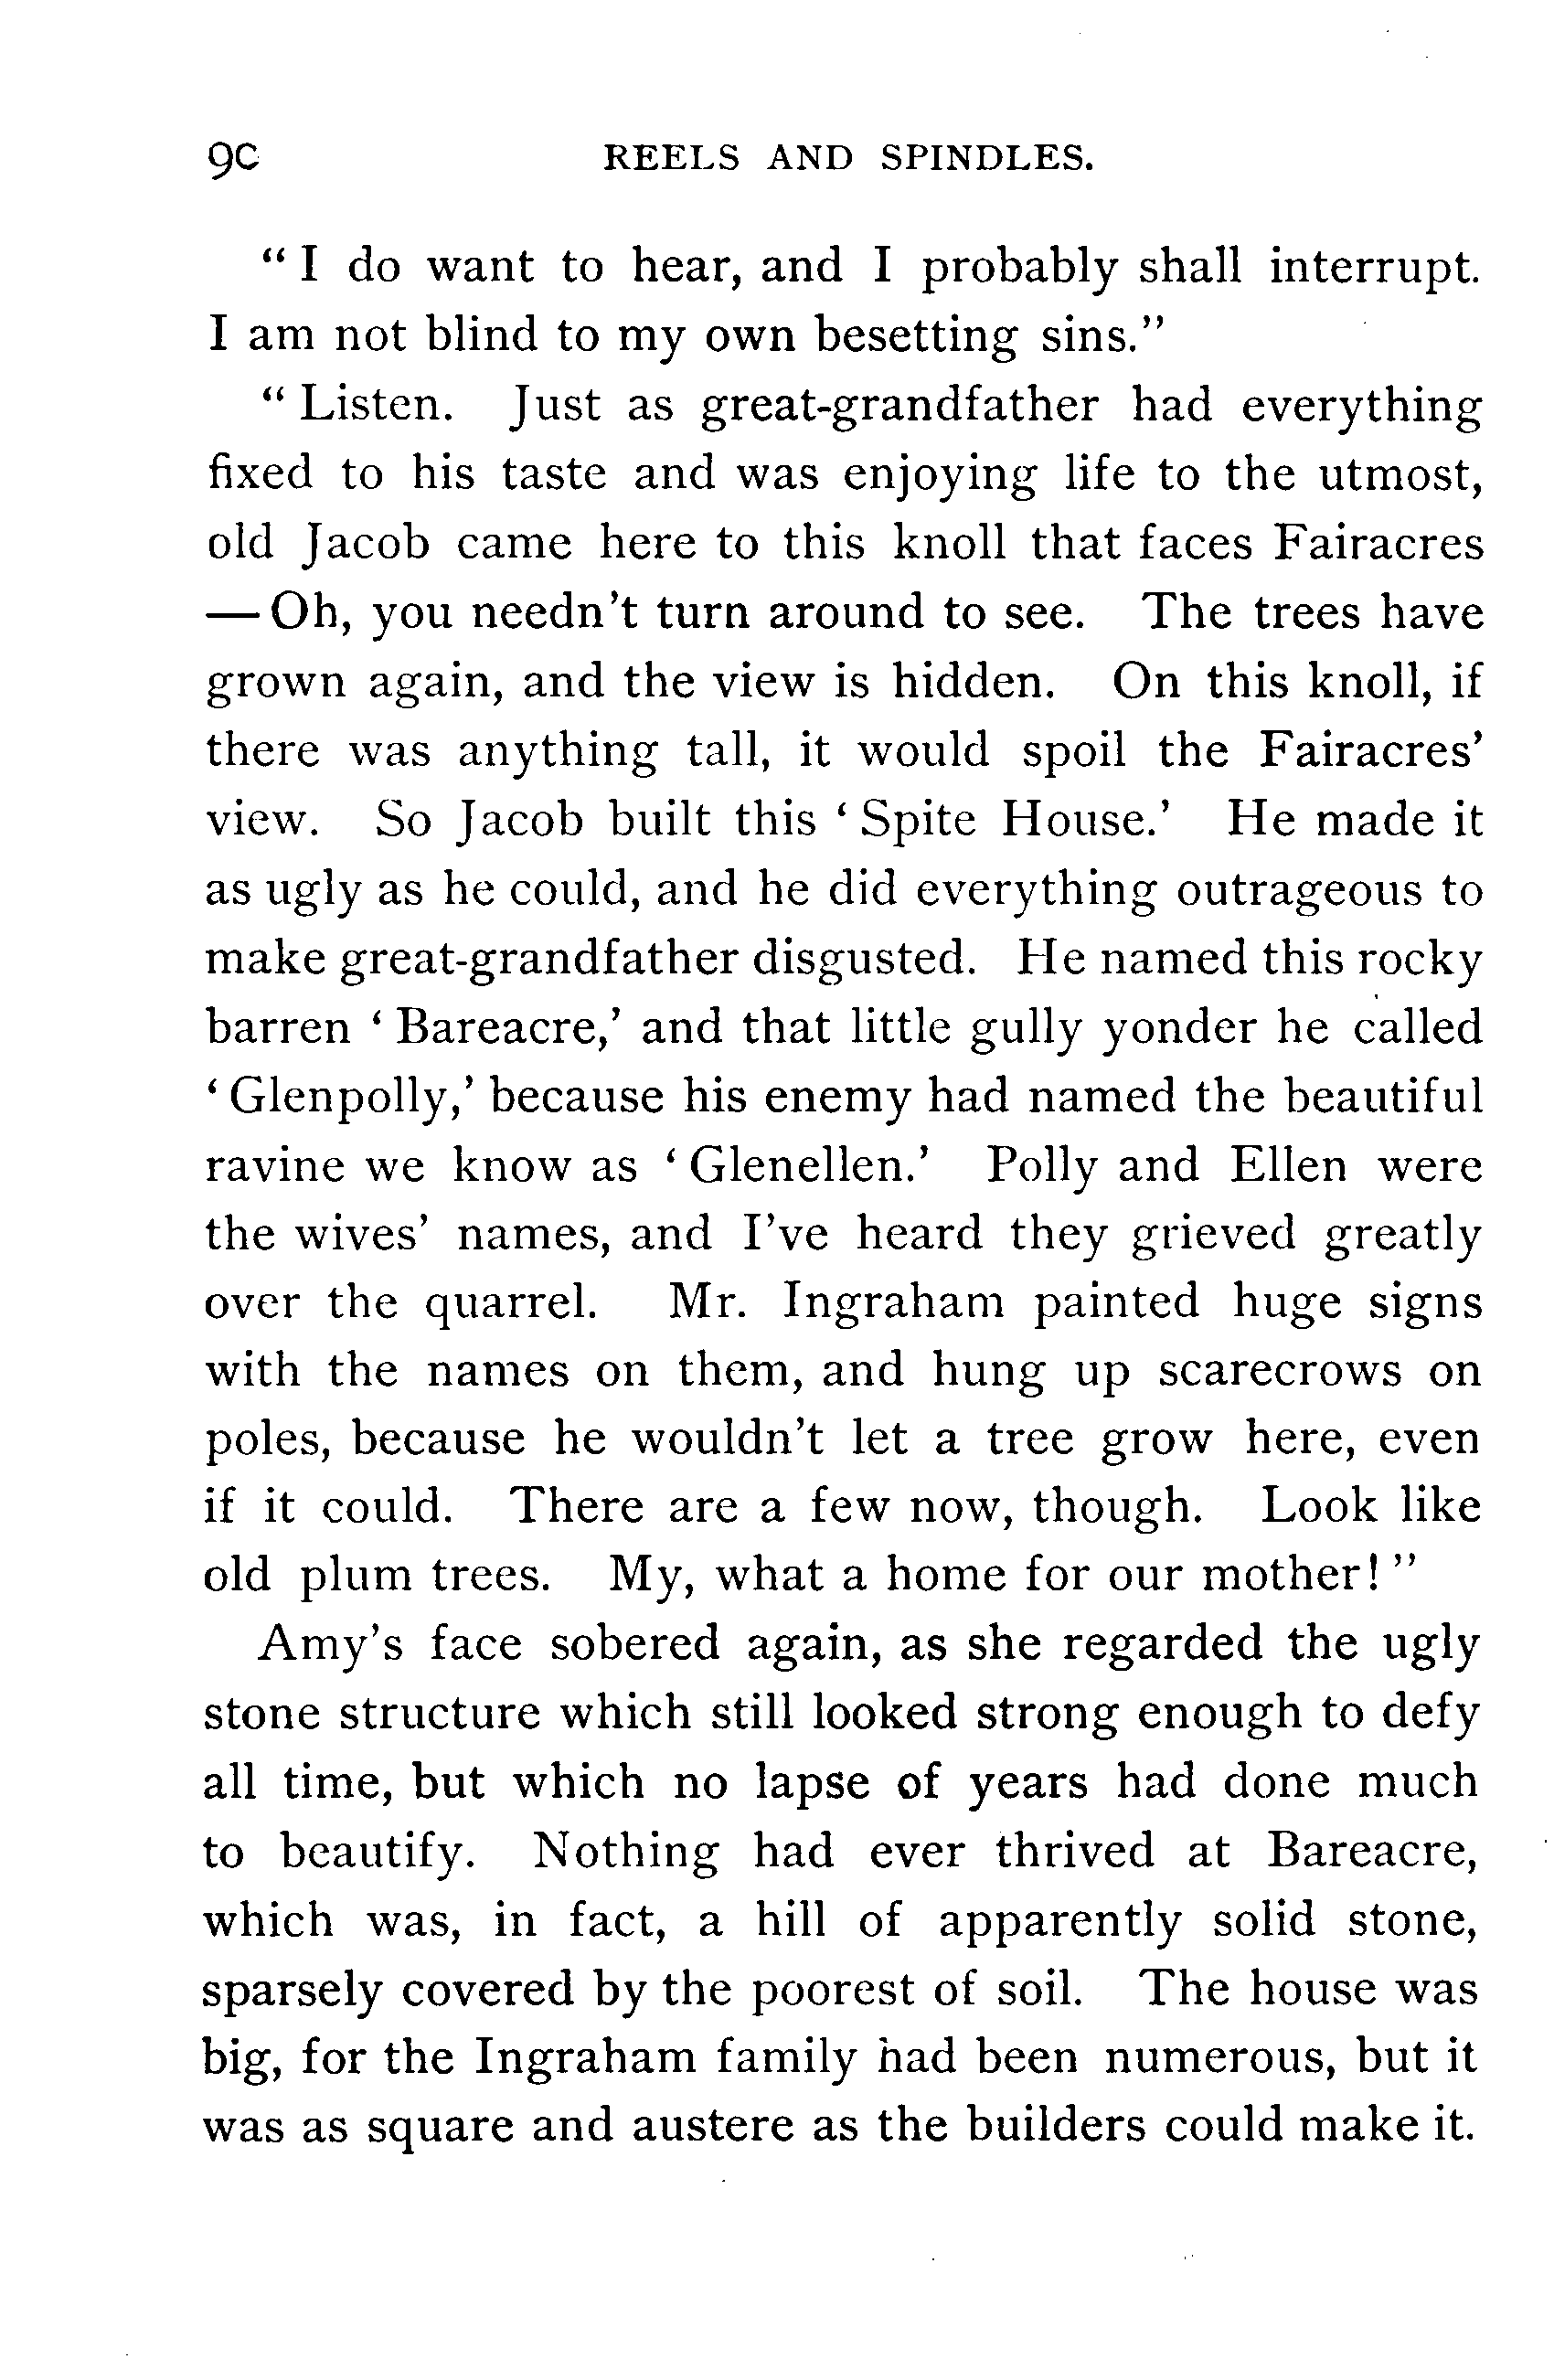 90 REELS AND SPINDLES.
“I do want to hear, and I probably shall interrupt.
I am not blind to my own besetting sins.”
“Listen. Just as great-grandfather had everything
fixed to his taste and was enjoying life to the utmost,
old Jacob came here to this knoll that faces Fairacres
— Oh, you needn’t turn around to see. The trees have
grown again, and the view is hidden. On this knoll, if
there was anything tall, it would spoil the Fairacres’
view. So Jacob built this ‘Spite House.’ He made it
as ugly as he could, and he did everything outrageous to
make great-grandfather disgusted. He named this rocky
barren ‘Bareacre,’ and that little gully yonder he called
‘Glenpolly,’ because his enemy had named the beautiful
ravine we know as ‘Glenellen.’ Polly and Ellen were
the wives’ names, and I’ve heard they grieved greatly
over the quarrel. Mr. Ingraham painted huge signs
with the names on them, and hung up scarecrows on
poles, because he wouldn’t let a tree grow here, even
if it could. There are a few now, though. Look like
old plum trees. My, what a home for our mother!”
Amy’s face sobered again, as she regarded the ugly
stone structure which still looked strong enough to defy
all time, but which no lapse of years had done much
to beautify. Nothing had ever thrived at Bareacre,
which was, in fact, a hill of apparently solid stone,
sparsely covered by the poorest of soil. The house was
big, for the Ingraham family had been numerous, but it
was as square and austere as the builders could make it.